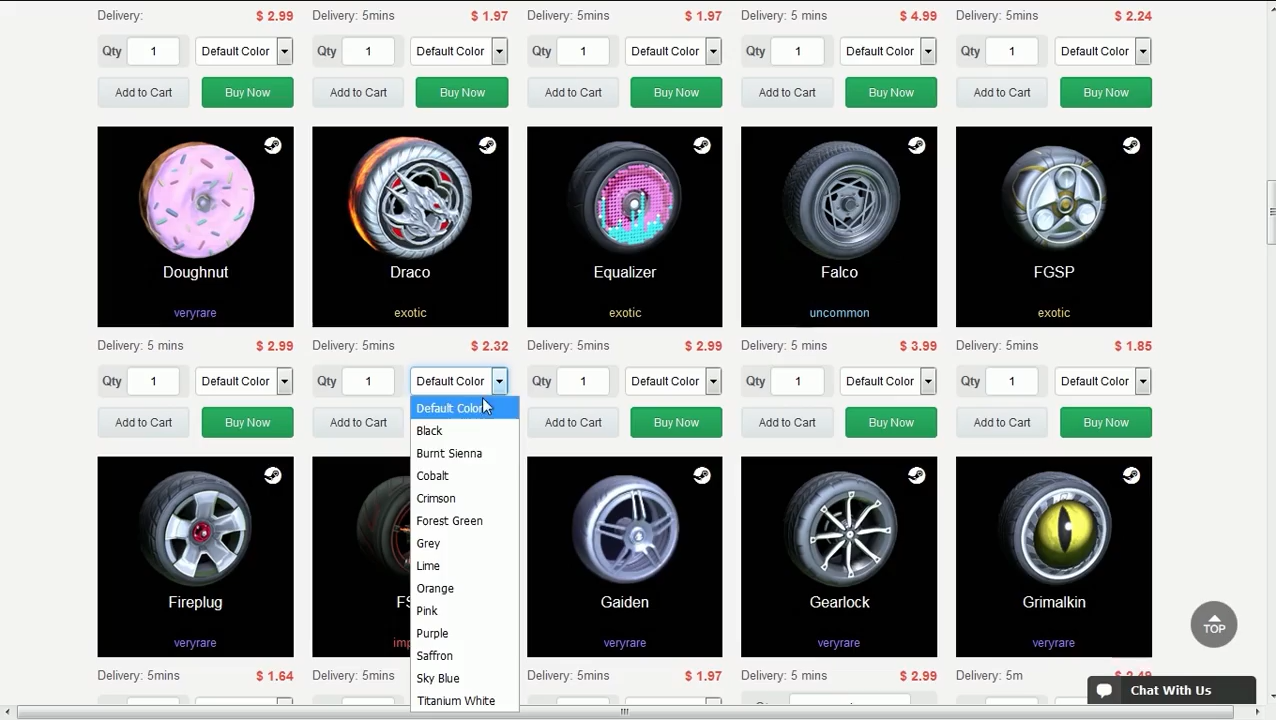 Delivery: $ 2.99 Delivery: 5mins $ 1.97 Delivery: 5mins $ 1.97 Delivery: 5 mins $ 4.99 Delivery: 5mins $ 2.24
Qty 1 Default Color Qty 1 Default Color Qty 1 Default Color Qty 1 Default Color Qty 1 Default Color
Add to Cart Buy Now Add to Cart Buy Now Add to Cart Buy Now Add to Cart Buy Now Add to Cart Buy Now
Doughnut Draco Equalizer Falco FGSP
veryrare exotic exotic uncommon exotic
Delivery: 5 mins $ 2.99 Delivery: 5mins $ 2.32 Delivery: 5mins $ 2.99 Delivery: 5 mins $ 3.99 Delivery: 5mins $ 1.85
Qty 1 Default Color Qty 1 Default Color Qty 1 Default Color Qty 1 Default Color Qty 1 Default Color
Add to Cart Buy Now Add to Cart Add to Cart Buy Now Add to Cart Buy Now Add to Cart Buy Now
Default Color
Black
Burnt Sienna
Cobalt
Crimson
Forest Green
Grey
Lime
Orange
Pink
Purple
Saffron
Sky Blue
Titanium White
Fireplug Gaiden Gearlock Grimalkin
veryrare veryrare veryrare veryrare
TOP
Delivery: 5mins $ 1.64 Delivery: 5mins Delivery: 5mins $ 1.97 Delivery: 5mins $ 2.99 Delivery: 5m
Chat With Us